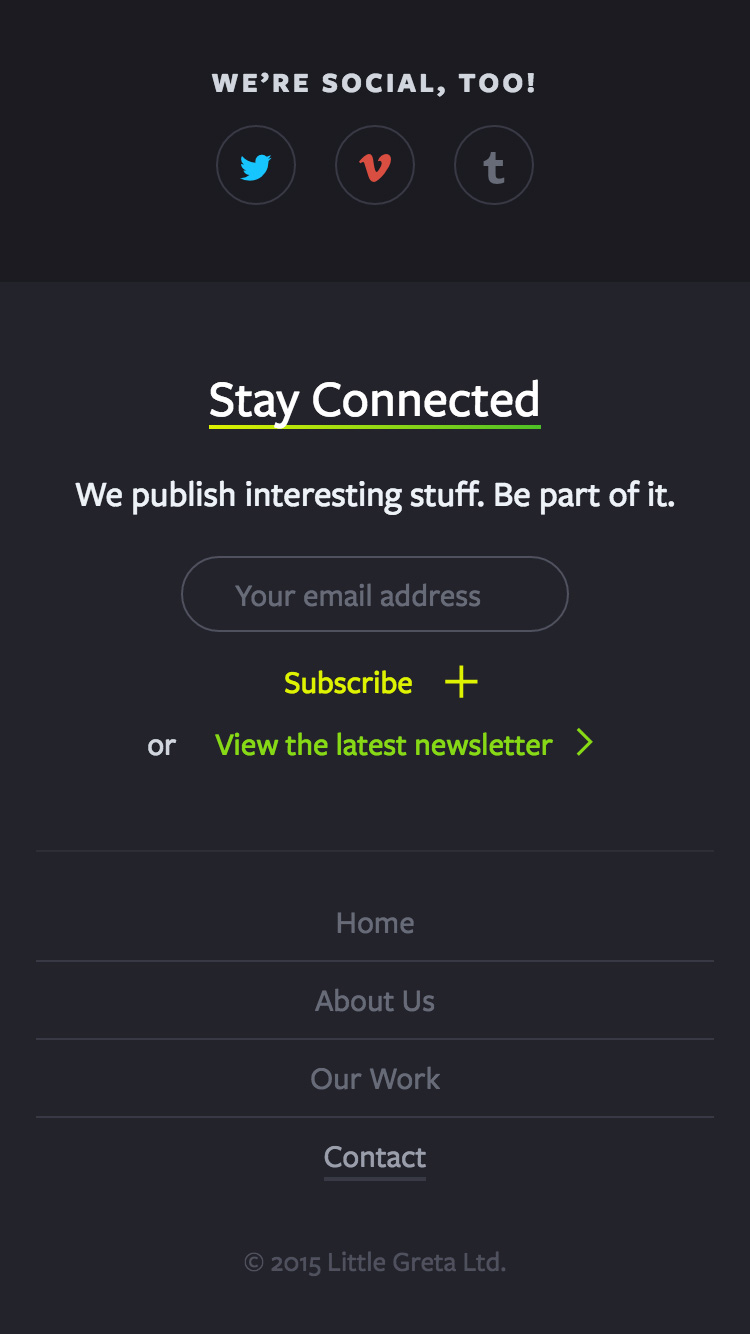 WE’RE SOCIAL, TOO!
Stay Connected
We publish interesting stuff. Be part of it.
Your email address
Subscribe
or View the latest newsletter
Home
About Us
Our Work
Contact
© 2015 Little Greta Ltd.